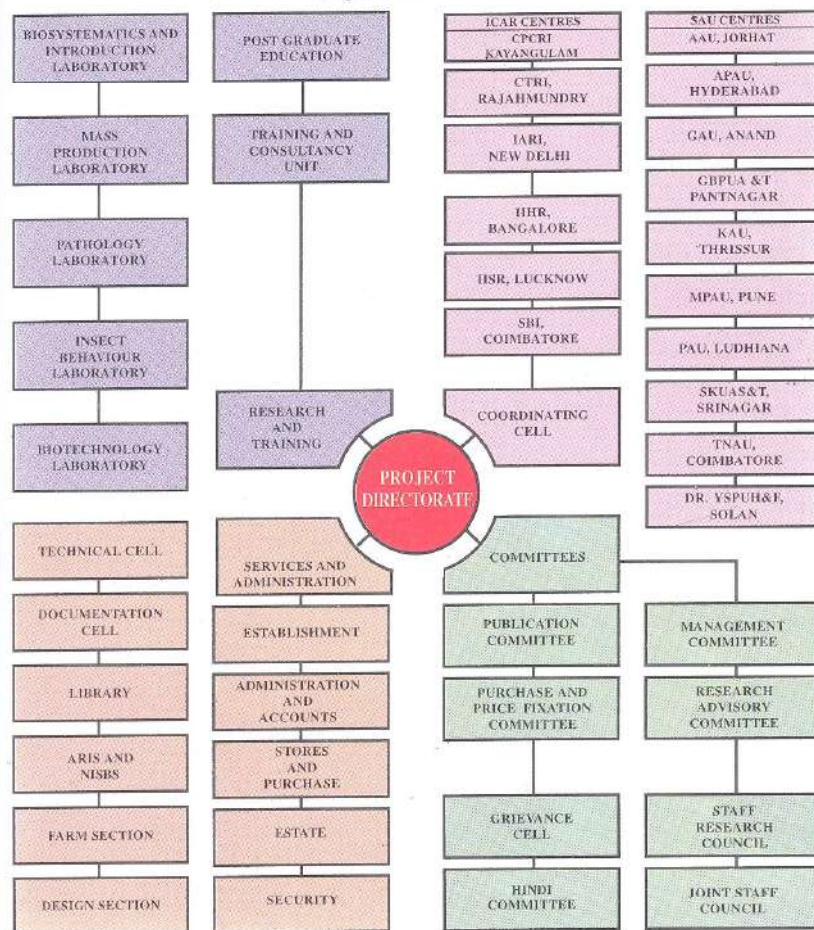 BIOSYSTEMATICS AND
INTRODUCTION
LABORATORY
MASS
PRODUCTION
LABORATORY
PATHOLOGY
LABORATORY
INSECT
BEHAVIOUR
LABORATORY
BIOTECHNOLOGY
LABORATORY
POST GRADUATE
EDUCATION
TRAINING AND
CONSULTANCY
UNIT
RESEARCH
AND
TRAINING
ICAR CENTRES
CPCRI
KAYANGULAM
CTRI,
RAJAHMUNDRY
IARI,
NEW DELHI
HHR,
BANGALORE
HSR, LUCKNOW
SBI,
COIMBATORE
COORDINATING
CELL
SAU CENTRES
AAU, JORHAT
APAU,
HYDERABAD
GAU, ANAND
GBPUA &T
PANTNAGAR
KAU,
THRISSUR
MPAU, PUNE
PAU, LUDHIANA
SKUAS&T,
SRINAGAR
TNAU,
COIMBATORE
DR. YSPUH&F,
SOLAN
PROJECT
DIRECTORATE
TECHNICAL CELL
DOCUMENTATION
CELL
LIBRARY
ARIS AND
NISBS
FARM SECTION
DESIGN SECTION
SERVICES AND
ADMINISTRATION
ESTABLISHMENT
ADMINISTRATION
AND
ACCOUNTS
STORES
AND
PURCHASE
ESTATE
SECURITY
COMMITTEES
PUBLICATION
COMMITTEE
PURCHASE AND
PRICE FIXATION
COMMITTEE
GRIEVANCE
CELL
HINDI
COMMITTEE
MANAGEMENT
COMMITTEE
RESEARCH
ADVISORY
COMMITTEE
STAFF
RESEARCH
COUNCIL
JOINT STAFF
COUNCIL